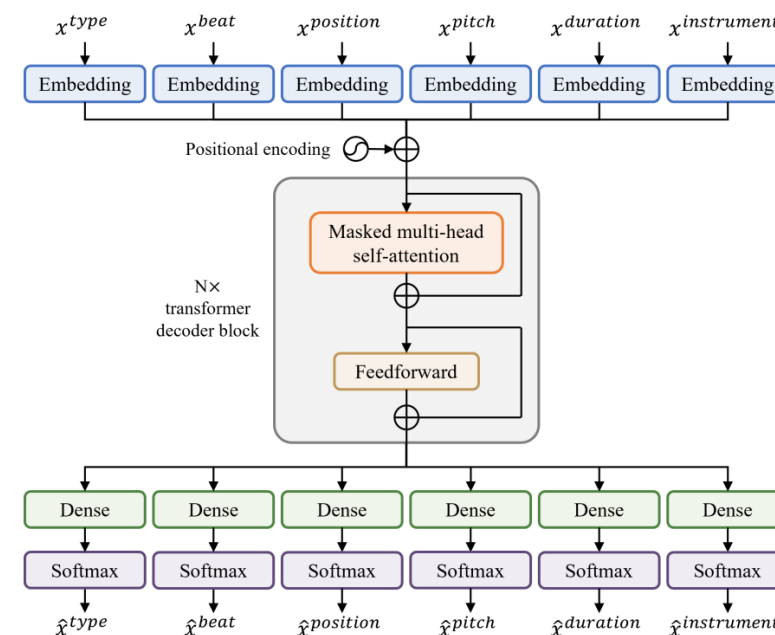 x^type x^beat x^position x^pitch x^duration x^instrument
Embedding Embedding Embedding Embedding Embedding Embedding
Positional encoding
Masked multi-head
self-attention
N×
transformer
decoder block
Feedforward
Dense Dense Dense Dense Dense Dense
Softmax Softmax Softmax Softmax Softmax Softmax
x̂^type x̂^beat x̂^position x̂^pitch x̂^duration x̂^instrument